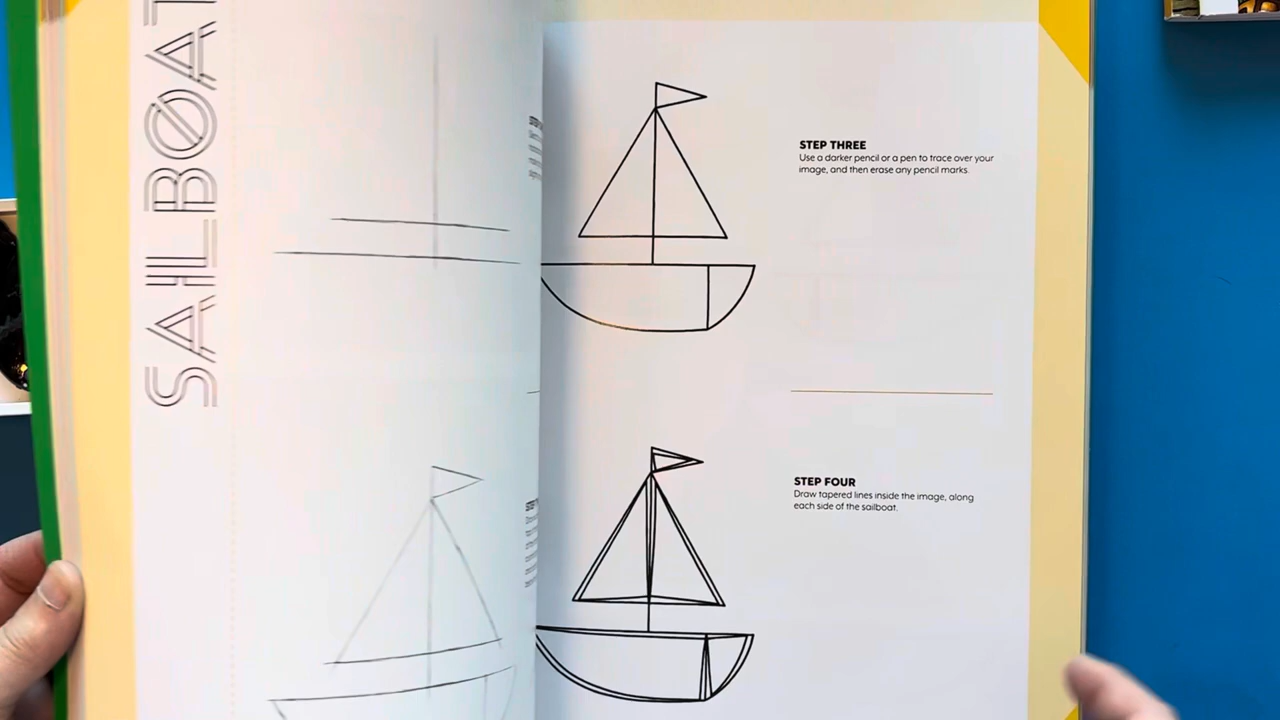 SAILBOAT
STEP THREE
Use a darker pencil or a pen to trace over your
image, and then erase any pencil marks.
STEP FOUR
Draw tapered lines inside the image, along
each side of the sailboat.